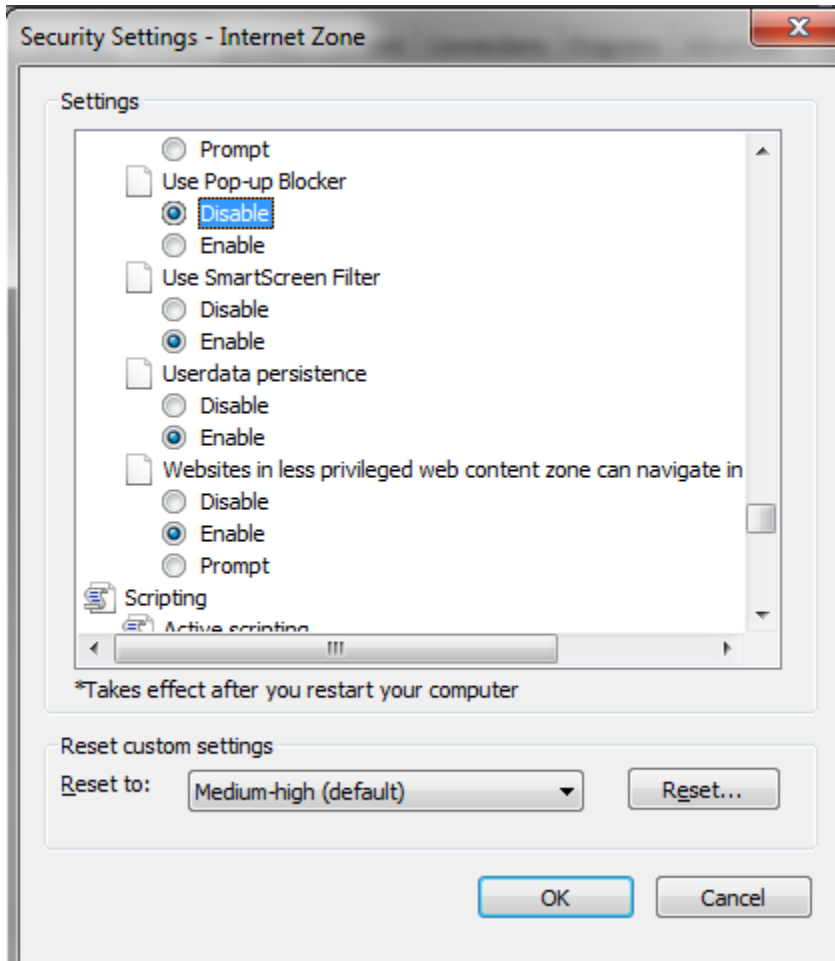 Security Settings - Internet Zone
Settings
Prompt
Use Pop-up Blocker
Disable
Enable
Use SmartScreen Filter
Disable
Enable
Userdata persistence
Disable
Enable
Websites in less privileged web content zone can navigate in
Disable
Enable
Prompt
Scripting
Active scripting
*Takes effect after you restart your computer
Reset custom settings
Reset to: Medium-high (default) Reset...
OK Cancel